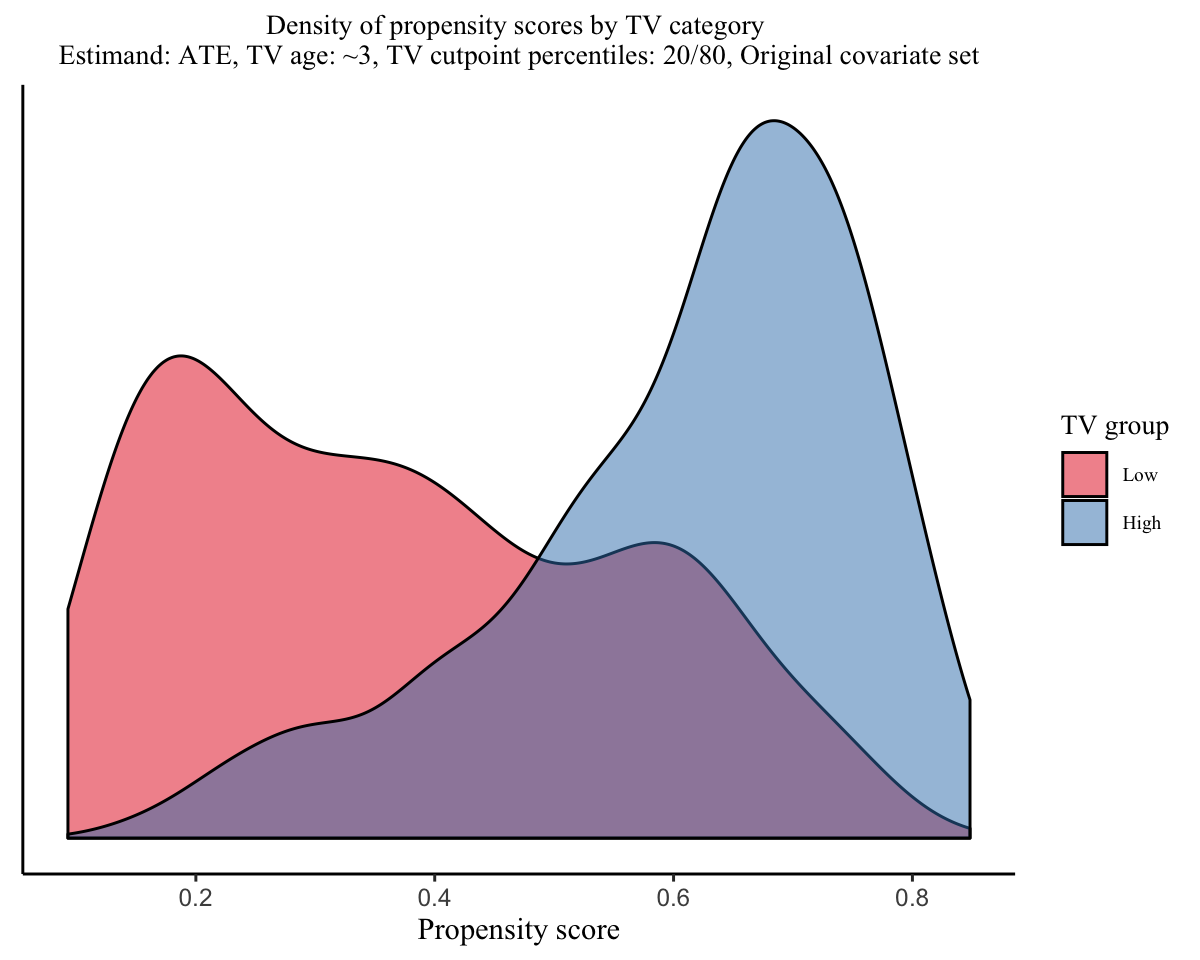 Density of propensity scores by TV category
Estimand: ATE, TV age: ~3, TV cutpoint percentiles: 20/80, Original covariate set
TV group
Low
High
0.2 0.4 0.6 0.8
Propensity score